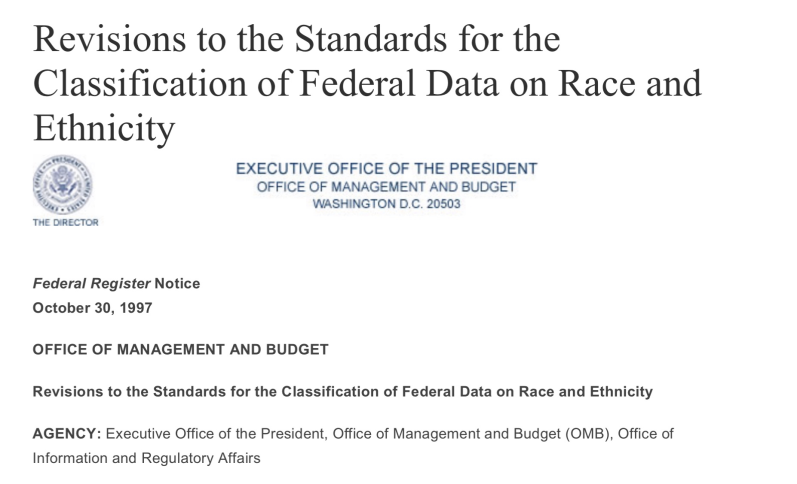 Revisions to the Standards for the
Classification of Federal Data on Race and
Ethnicity
EXECUTIVE OFFICE OF THE PRESIDENT
OFFICE OF MANAGEMENT AND BUDGET
WASHINGTON D.C. 20503
THE DIRECTOR
Federal Register Notice
October 30, 1997
OFFICE OF MANAGEMENT AND BUDGET
Revisions to the Standards for the Classification of Federal Data on Race and Ethnicity
AGENCY: Executive Office of the President, Office of Management and Budget (OMB), Office of
Information and Regulatory Affairs